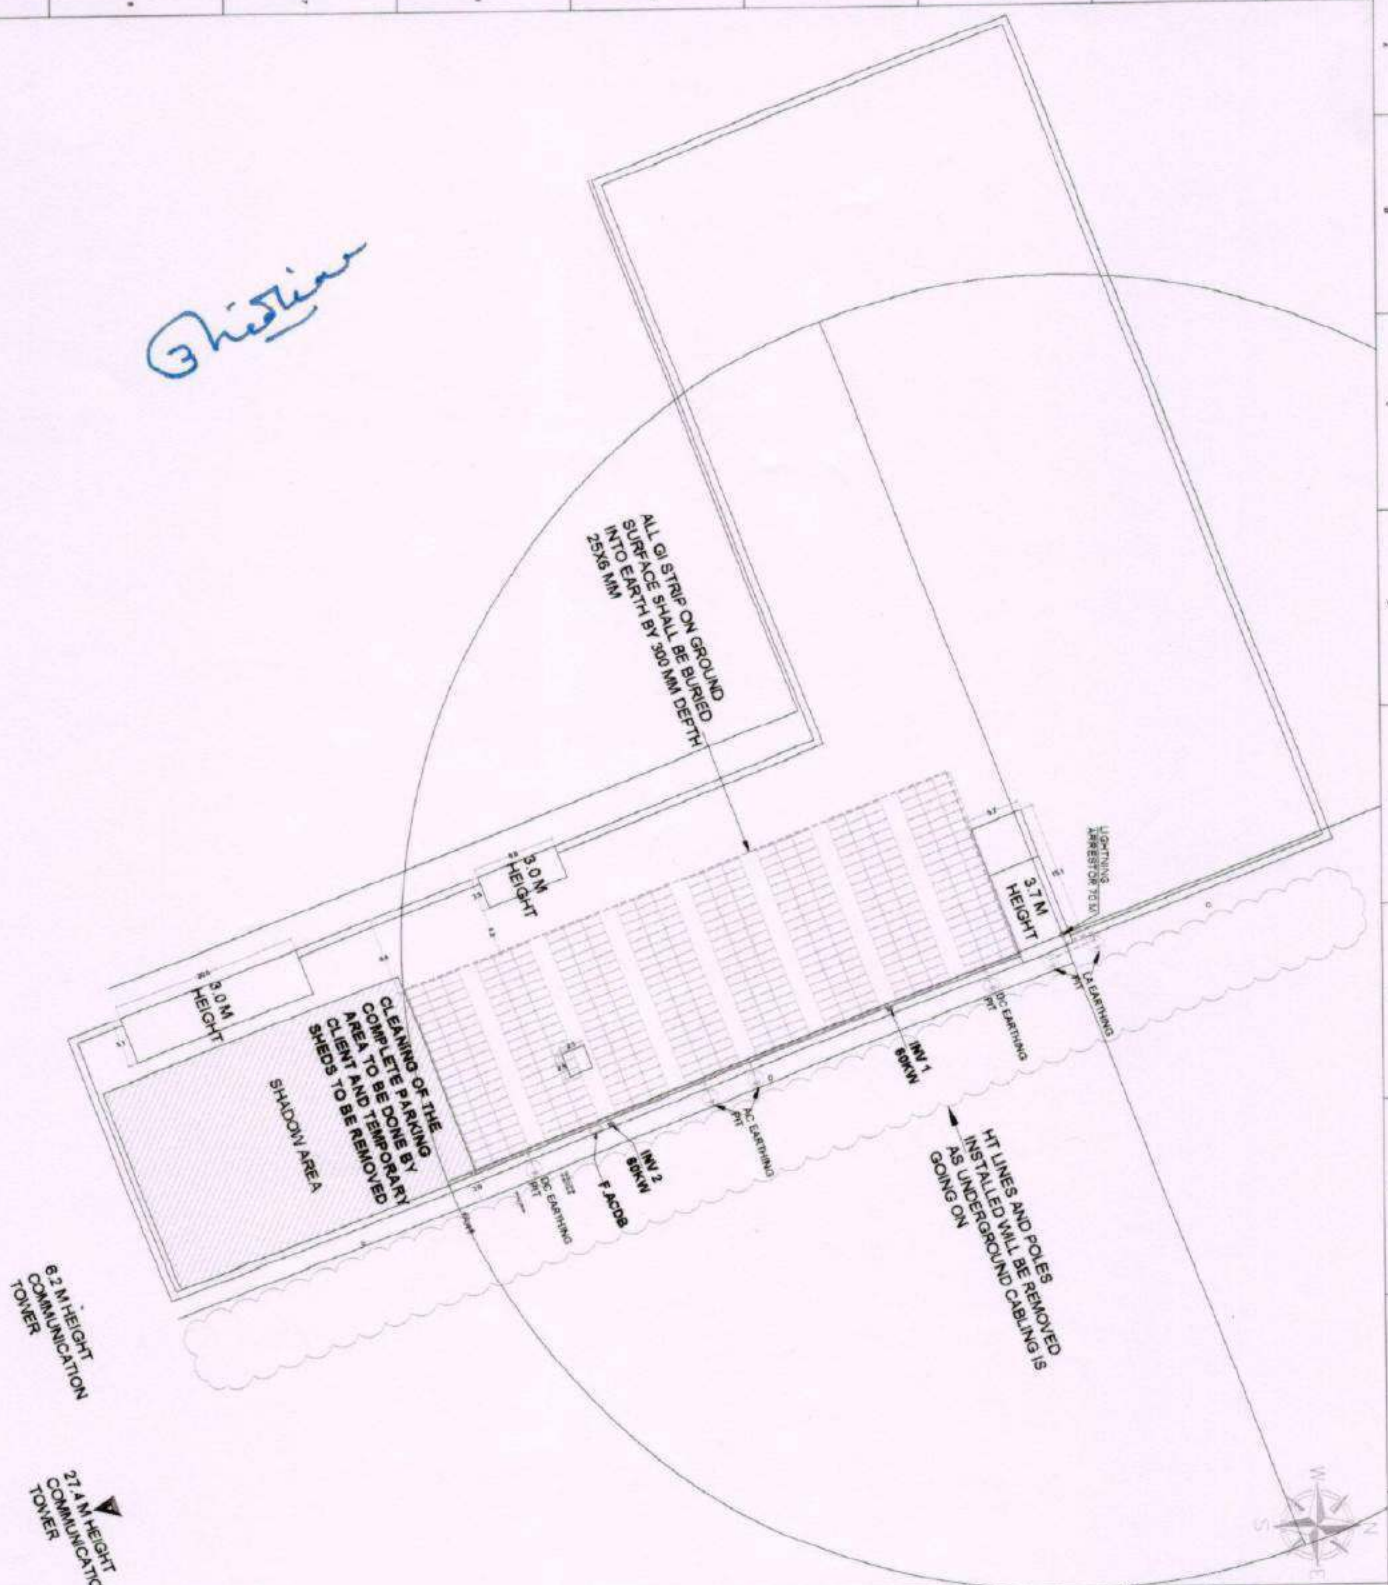 ALL GI STRIP ON GROUND
SURFACE SHALL BE BURIED
INTO EARTH BY 300 MM DEPTH
25X6 MM
LIGHTNING
3.7 M
HEIGHT
3.0 M
HEIGHT
3.0 M
HEIGHT
LA EARTHING
PIT
DC EARTHING
PIT
INV 1
60KW
AC EARTHING
PIT
INV 2
60KW
F.ACDB
DC EARTHING
PIT
HT LINES AND POLES
INSTALLED WILL BE REMOVED
AS UNDERGROUND CABLING IS
GOING ON
CLEANING OF THE
COMPLETE PARKING
AREA TO BE DONE BY
CLIENT AND TEMPORARY
SHEDS TO BE REMOVED
SHADOW AREA
6.2 M HEIGHT
COMMUNICATION
TOWER
27.4 M HEIGHT
COMMUNICATIO
TOWER
W
N
S
E